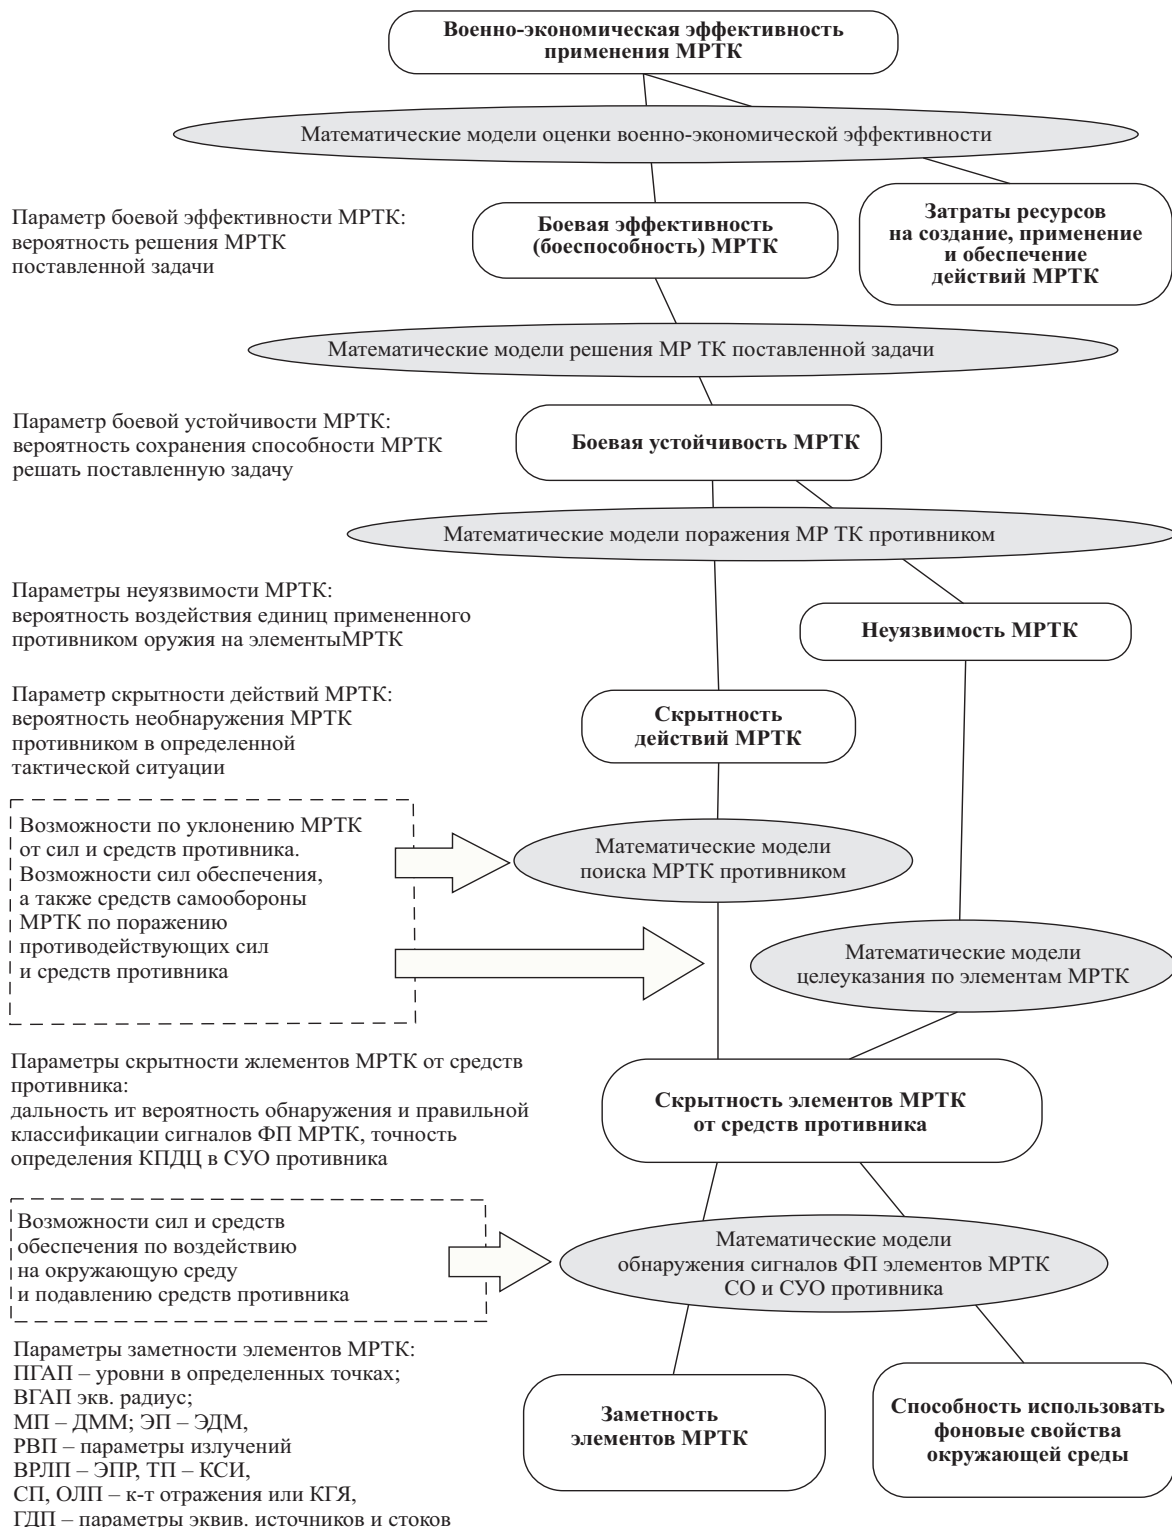 Военно-экономическая эффективность
применения МРТК
Математические модели оценки военно-экономической эффективности
Параметр боевой эффективности МРТК:
вероятность решения МРТК
поставленной задачи
Боевая эффективность
(боеспособность) МРТК
Затраты ресурсов
на создание, применение
и обеспечение
действий МРТК
Математические модели решения МР ТК поставленной задачи
Параметр боевой устойчивости МРТК:
вероятность сохранения способности МРТК
решать поставленную задачу
Боевая устойчивость МРТК
Математические модели поражения МР ТК противником
Параметры неуязвимости МРТК:
вероятность воздействия единиц примененного
противником оружия на элементыМРТК
Неуязвимость МРТК
Параметр скрытности действий МРТК:
вероятность необнаружения МРТК
противником в определенной
тактической ситуации
Скрытность
действий МРТК
Возможности по уклонению МРТК
от сил и средств противника.
Возможности сил обеспечения,
а также средств самообороны
МРТК по поражению
противодействующих сил
и средств противника
Математические модели
поиска МРТК противником
Математические модели
целеуказания по элементам МРТК
Параметры скрытности жлементов МРТК от средств
противника:
дальность ит вероятность обнаружения и правильной
классификации сигналов ФП МРТК, точность
определения КПДЦ в СУО противника
Скрытность элементов МРТК
от средств противника
Возможности сил и средств
обеспечения по воздействию
на окружающую среду
и подавлению средств противника
Математические модели
обнаружения сигналов ФП элементов МРТК
СО и СУО противника
Параметры заметности элементов МРТК:
ПГАП – уровни в определенных точках;
ВГАП экв. радиус;
МП – ДММ; ЭП – ЭДМ,
РВП – параметры излучений
ВРЛП – ЭПР, ТП – КСИ,
СП, ОЛП – к-т отражения или КГЯ,
ГДП – параметры эквив. источников и стоков
Заметность
элементов МРТК
Способность использовать
фоновые свойства
окружающей среды